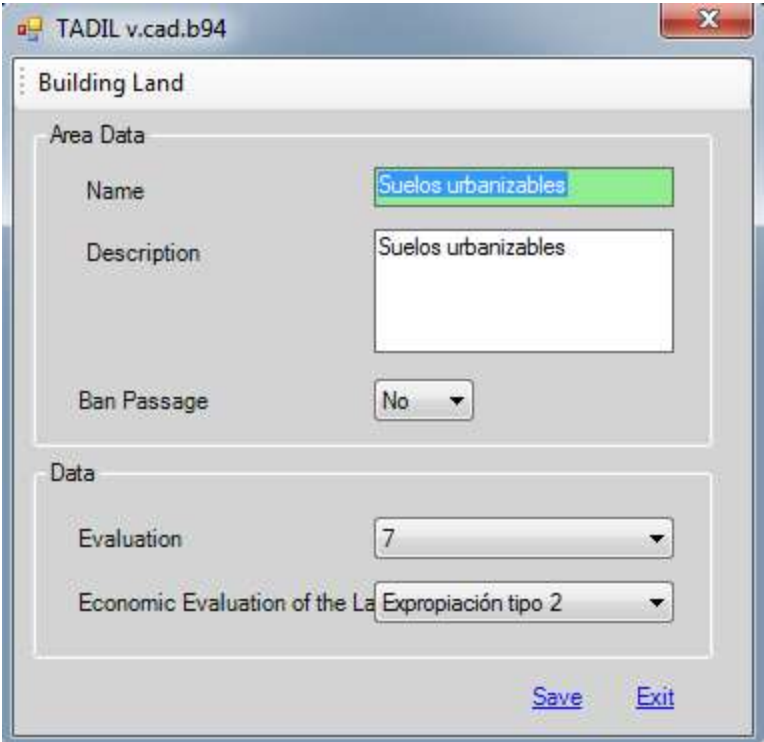 TADIL v.cad.b94
Building Land
Area Data
Name
Suelos urbanizables
Description
Suelos urbanizables
Ban Passage
No
Data
Evaluation
7
Economic Evaluation of the La
Expropiación tipo 2
Save
Exit